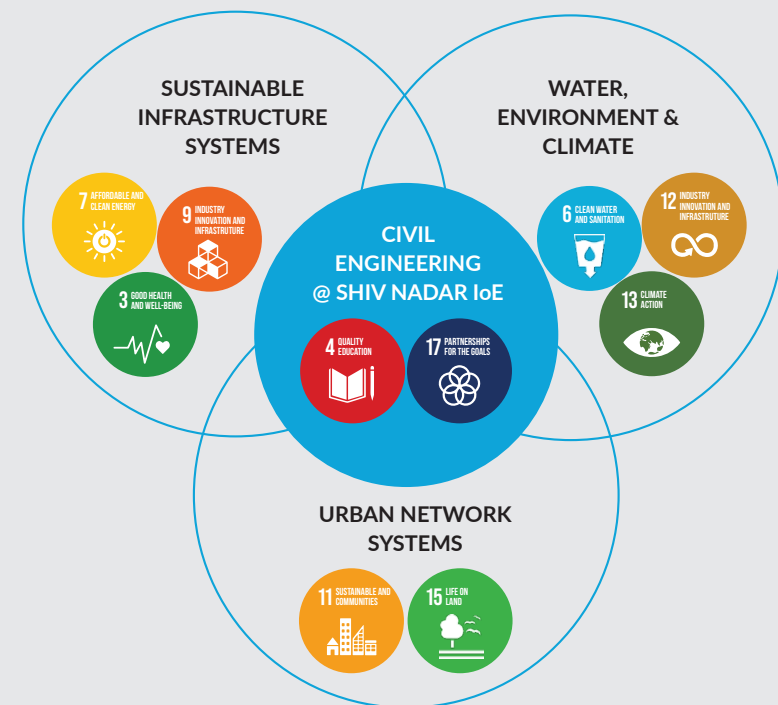 SUSTAINABLE
INFRASTRUCTURE
SYSTEMS
7 AFFORDABLE AND
CLEAN ENERGY
9 INDUSTRY
INNOVATION AND
INFRASTRUTURE
3 GOOD HEALTH
AND WELL-BEING
WATER,
ENVIRONMENT &
CLIMATE
6 CLEAN WATER
AND SANITATION
12 INDUSTRY
INNOVATION AND
INFRASTRUTURE
13 CLIMATE
ACTION
CIVIL
ENGINEERING
@ SHIV NADAR IoE
4 QUALITY
EDUCATION
17 PARTNERSHIPS
FOR THE GOALS
URBAN NETWORK
SYSTEMS
11 SUSTAINABLE AND
COMMUNITIES
15 LIFE ON
LAND